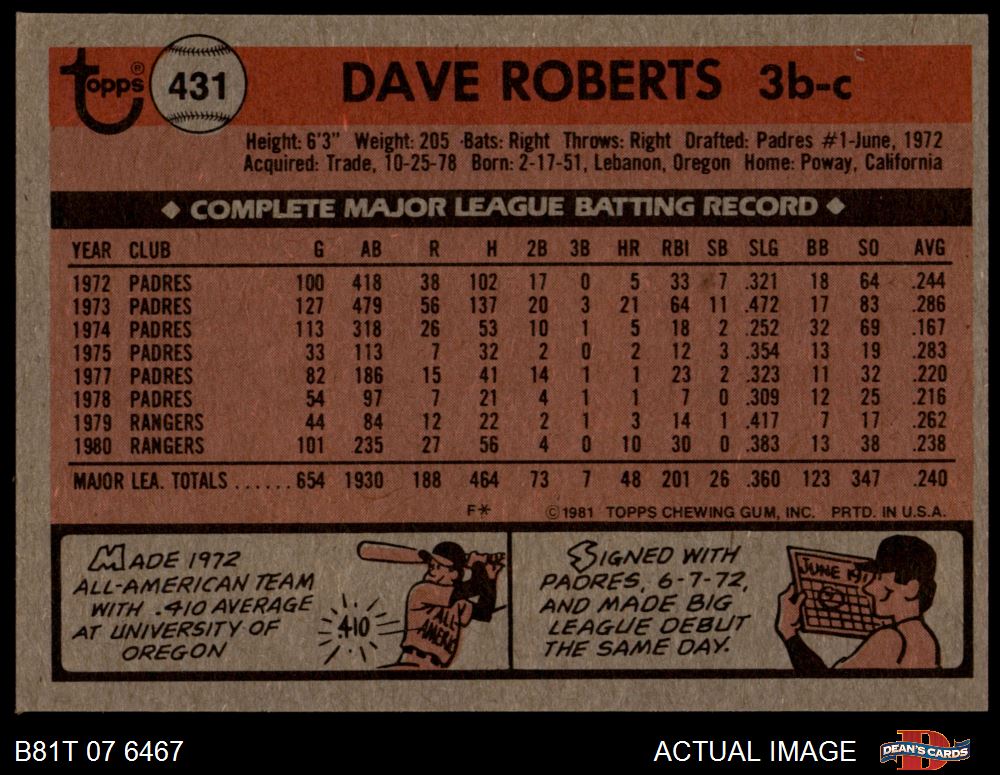 Topps ®
431
DAVE ROBERTS 3b-c
Height: 6'3" Weight: 205 Bats: Right Throws: Right Drafted: Padres #1-June, 1972
Acquired: Trade, 10-25-78 Born: 2-17-51, Lebanon, Oregon Home: Poway, California
◆ COMPLETE MAJOR LEAGUE BATTING RECORD ◆
YEAR CLUB G AB R H 2B 3B HR RBI SB SLG BB SO AVG
1972 PADRES 100 418 38 102 17 0 5 33 7 .321 18 64 .244
1973 PADRES 127 479 56 137 20 3 21 64 11 .472 17 83 .286
1974 PADRES 113 318 26 53 10 1 5 18 2 .252 32 69 .167
1975 PADRES 33 113 7 32 2 0 2 12 3 .354 13 19 .283
1977 PADRES 82 186 15 41 14 1 1 23 2 .323 11 32 .220
1978 PADRES 54 97 7 21 4 1 1 7 0 .309 12 25 .216
1979 RANGERS 44 84 12 22 2 1 3 14 1 .417 7 17 .262
1980 RANGERS 101 235 27 56 4 0 10 30 0 .383 13 38 .238
MAJOR LEA. TOTALS ...... 654 1930 188 464 73 7 48 201 26 .360 123 347 .240
F* ©1981 TOPPS CHEWING GUM, INC. PRTD. IN U.S.A.
MADE 1972
ALL-AMERICAN TEAM
WITH .410 AVERAGE
AT UNIVERSITY OF
OREGON
.410
ALL
AMERIC
SIGNED WITH
PADRES, 6-7-72,
AND MADE BIG
LEAGUE DEBUT
THE SAME DAY.
JUNE 197
B81T 07 6467
ACTUAL IMAGE
D
DEAN'S CARDS